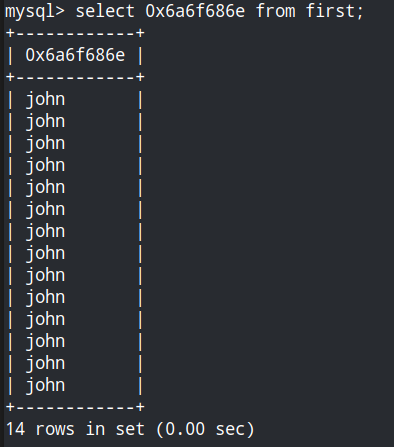 mysql> select 0x6a6f686e from first;
+------------+
| 0x6a6f686e |
+------------+
| john       |
| john       |
| john       |
| john       |
| john       |
| john       |
| john       |
| john       |
| john       |
| john       |
| john       |
| john       |
| john       |
| john       |
+------------+
14 rows in set (0.00 sec)